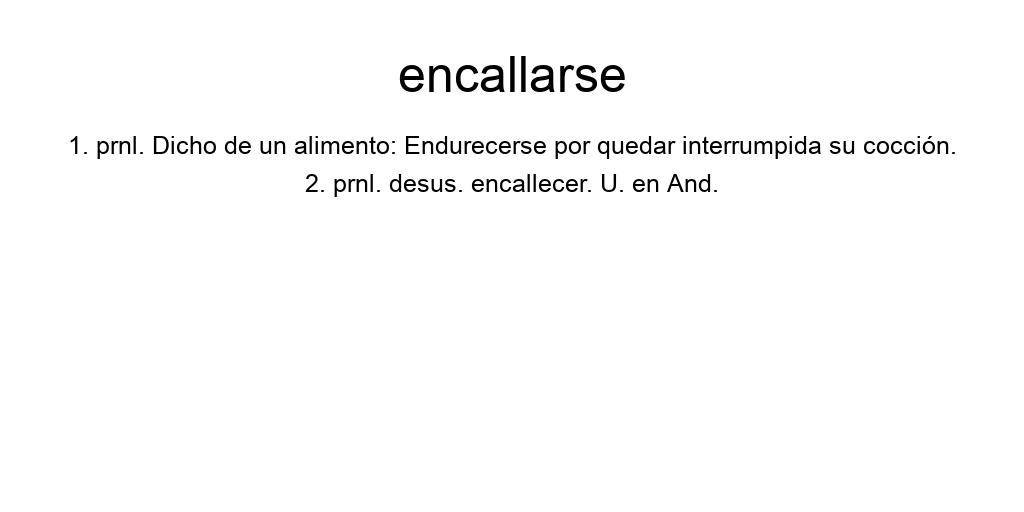 encallarse
1. prnl. Dicho de un alimento: Endurecerse por quedar interrumpida su cocción.
2. prnl. desus. encallecer. U. en And.